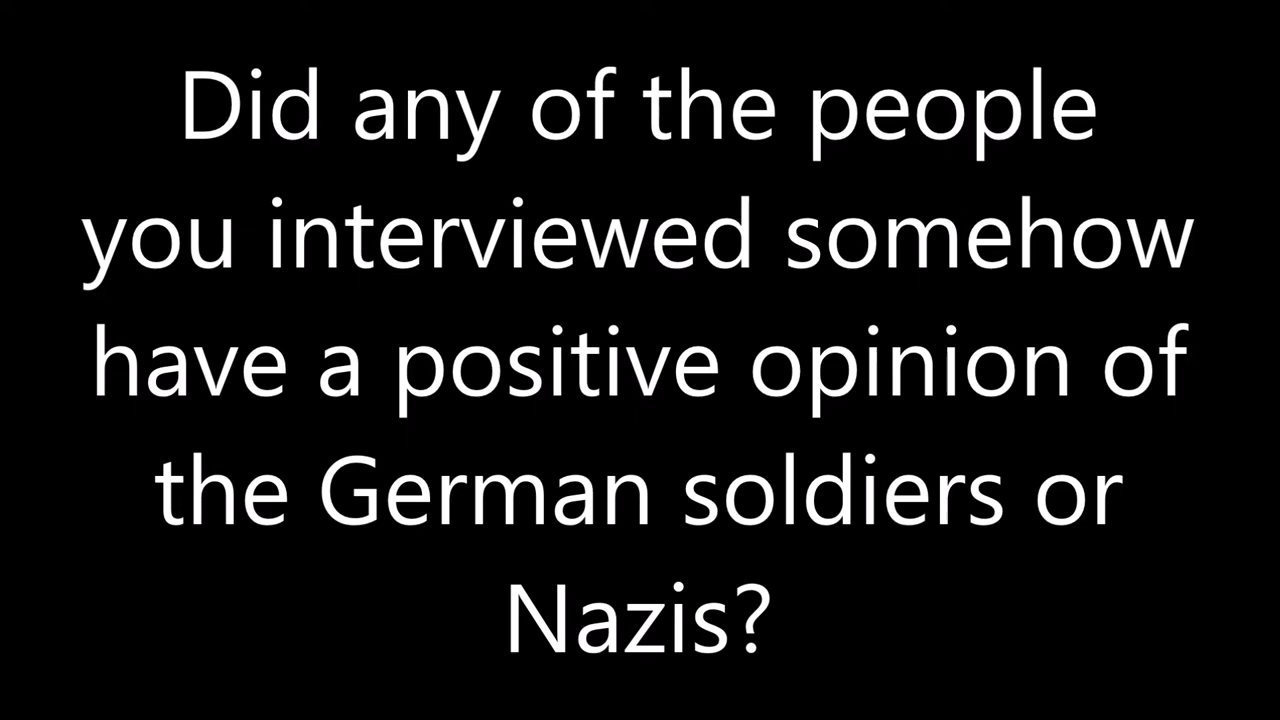 Did any of the people
you interviewed somehow
have a positive opinion of
the German soldiers or
Nazis?